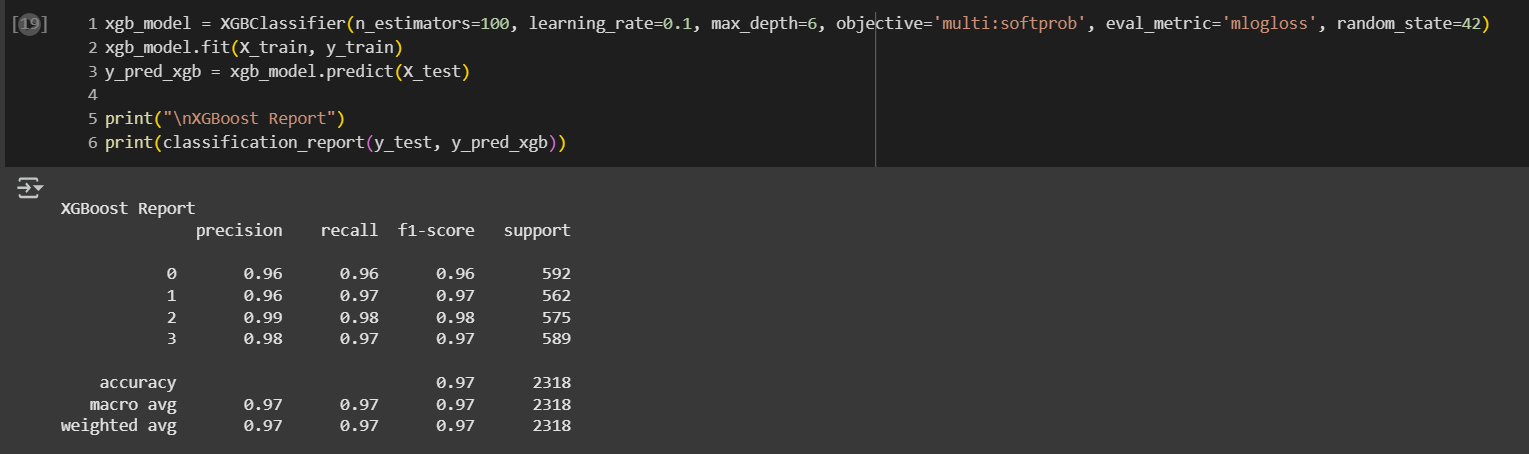 [19]
1 xgb_model = XGBClassifier(n_estimators=100, learning_rate=0.1, max_depth=6, objective='multi:softprob', eval_metric='mlogloss', random_state=42)
2 xgb_model.fit(X_train, y_train)
3 y_pred_xgb = xgb_model.predict(X_test)
4
5 print("\nXGBoost Report")
6 print(classification_report(y_test, y_pred_xgb))
XGBoost Report
precision recall f1-score support
0 0.96 0.96 0.96 592
1 0.96 0.97 0.97 562
2 0.99 0.98 0.98 575
3 0.98 0.97 0.97 589
accuracy 0.97 2318
macro avg 0.97 0.97 0.97 2318
weighted avg 0.97 0.97 0.97 2318